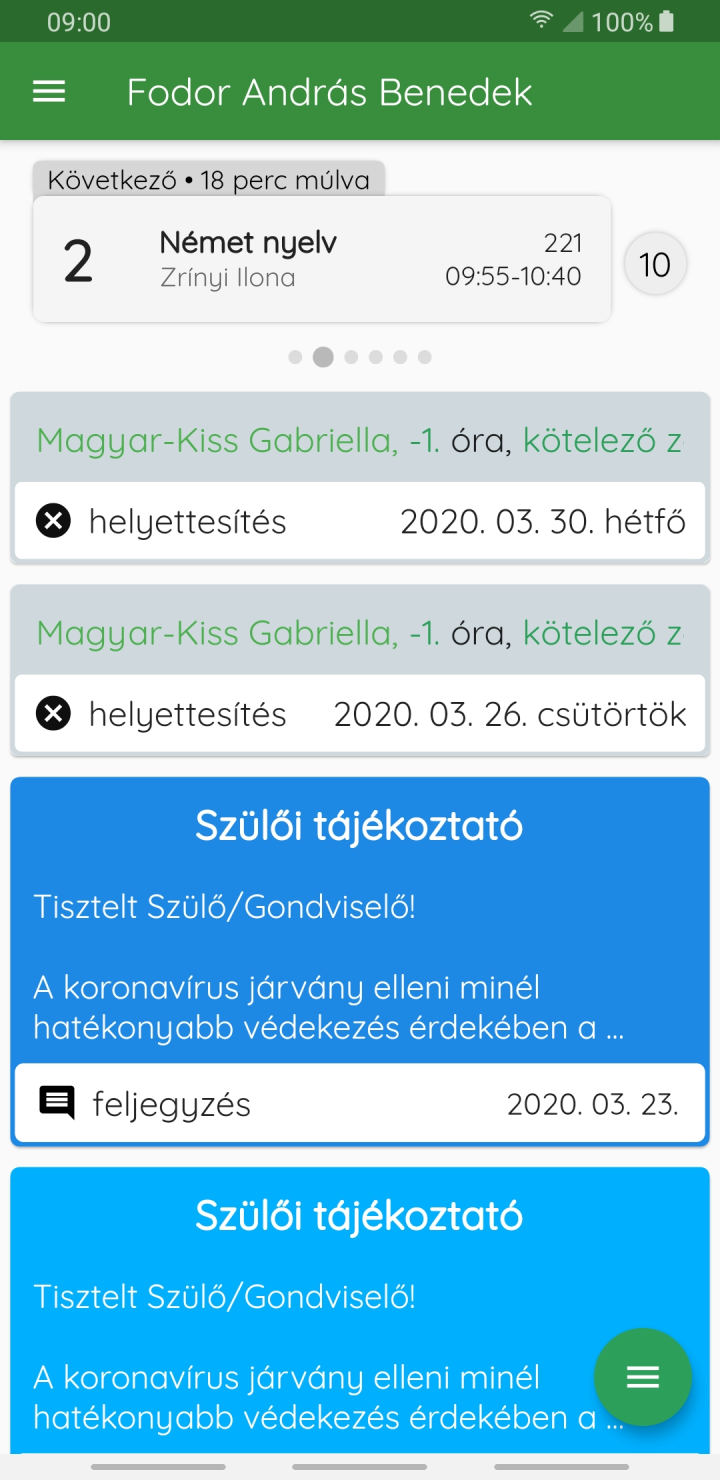 09:00 100%
Fodor András Benedek
Következő • 18 perc múlva
2 Német nyelv 221
Zrínyi Ilona 09:55-10:40
10
Magyar-Kiss Gabriella, -1. óra, kötelező z
helyettesítés 2020. 03. 30. hétfő
Magyar-Kiss Gabriella, -1. óra, kötelező z
helyettesítés 2020. 03. 26. csütörtök
Szülői tájékoztató
Tisztelt Szülő/Gondviselő!
A koronavírus járvány elleni minél
hatékonyabb védekezés érdekében a ...
feljegyzés 2020. 03. 23.
Szülői tájékoztató
Tisztelt Szülő/Gondviselő!
A koronavírus járvány elleni minél
hatékonyabb védekezés érdekében a ...